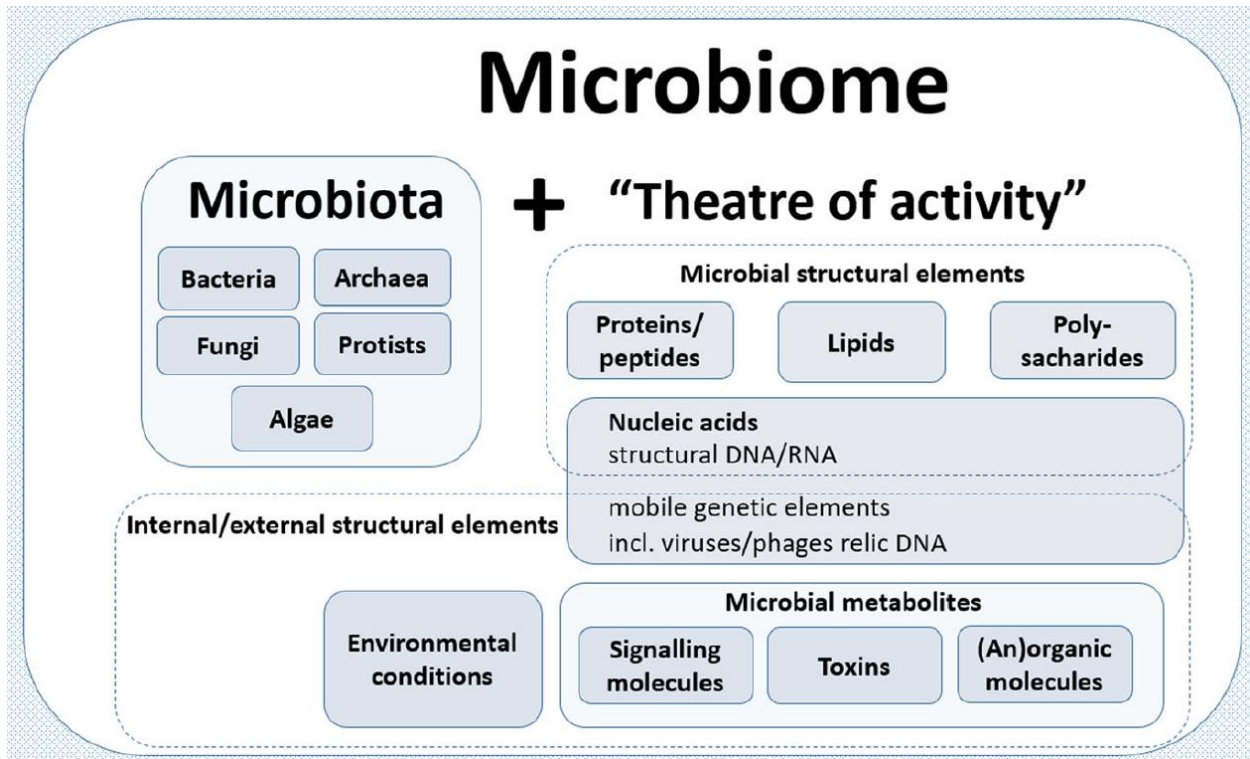 Microbiome
Microbiota
+ “Theatre of activity”
Bacteria
Archaea
Fungi
Protists
Algae
Microbial structural elements
Proteins/
peptides
Lipids
Poly-
sacharides
Nucleic acids
structural DNA/RNA
mobile genetic elements
incl. viruses/phages relic DNA
Internal/external structural elements
Environmental
conditions
Microbial metabolites
Signalling
molecules
Toxins
(An)organic
molecules